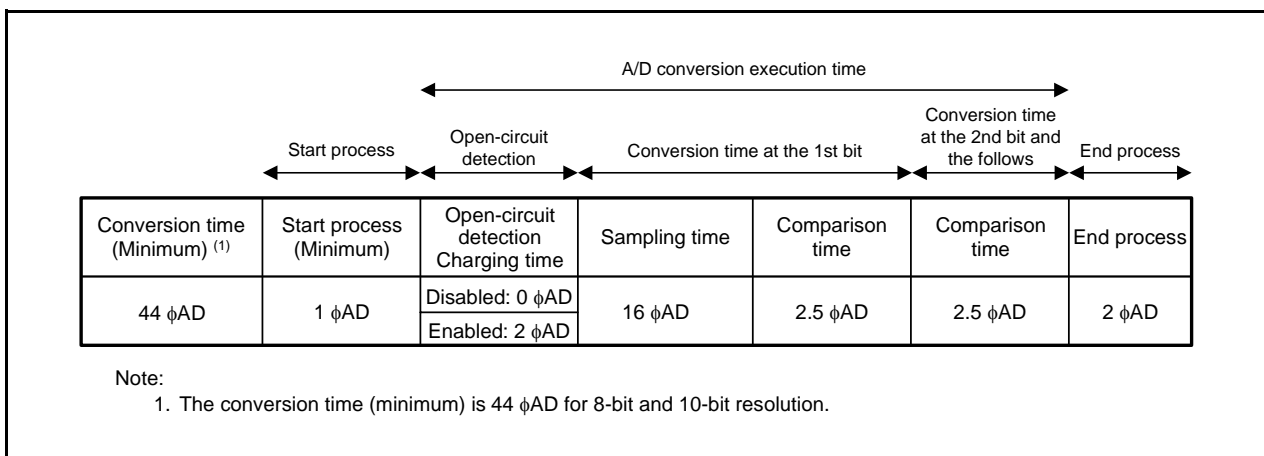 A/D conversion execution time
Start process
Open-circuit
detection
Conversion time at the 1st bit
Conversion time
at the 2nd bit and
the follows
End process
Conversion time
(Minimum) (1)
Start process
(Minimum)
Open-circuit
detection
Charging time
Sampling time
Comparison
time
Comparison
time
End process
44 ϕAD
1 ϕAD
Disabled: 0 ϕAD
Enabled: 2 ϕAD
16 ϕAD
2.5 ϕAD
2.5 ϕAD
2 ϕAD
Note:
1. The conversion time (minimum) is 44 ϕAD for 8-bit and 10-bit resolution.